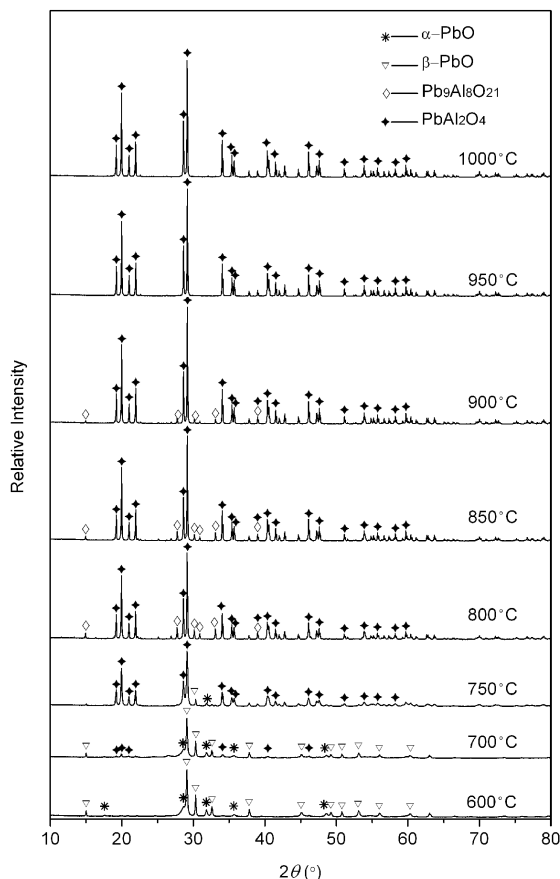 α–PbO
β–PbO
Pb9Al8O21
PbAl2O4
1000°C
950°C
900°C
850°C
800°C
750°C
700°C
600°C
Relative Intensity
10 20 30 40 50 60 70 80
2θ (°)